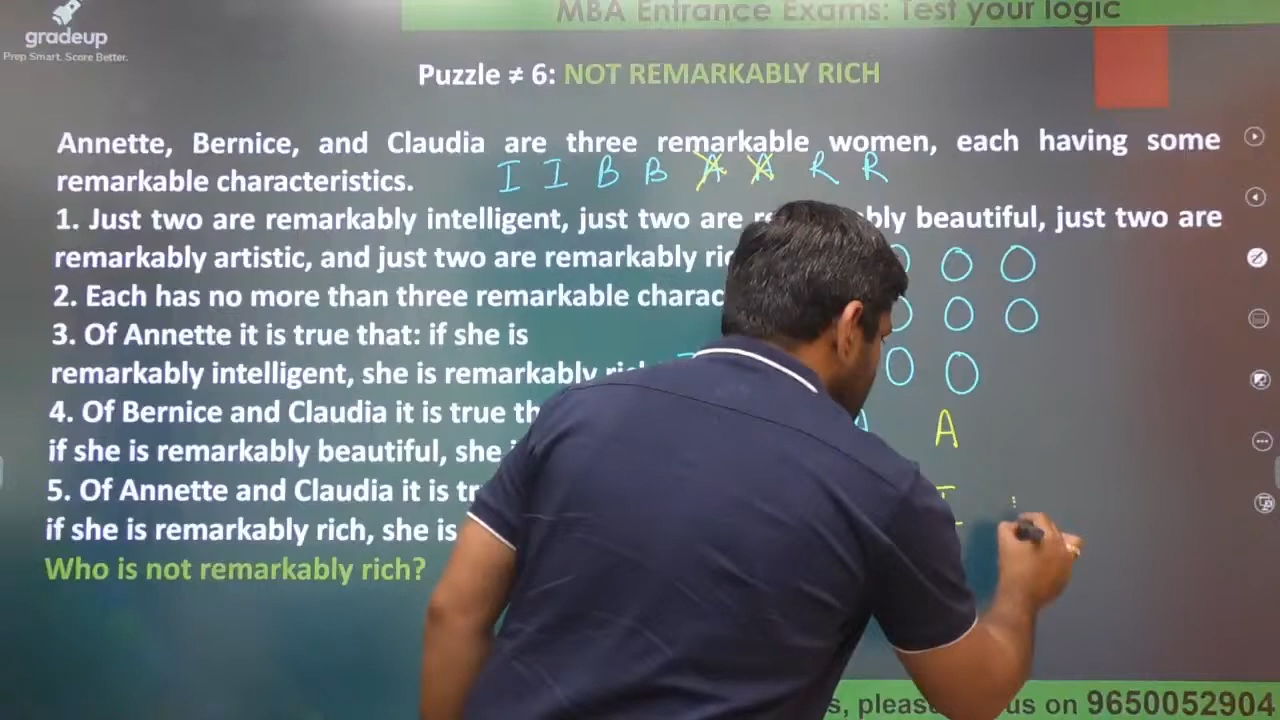 MBA Entrance Exams: Test your logic
gradeup
Prep Smart. Score Better.
Puzzle ≠ 6: NOT REMARKABLY RICH
Annette, Bernice, and Claudia are three remarkable women, each having some
remarkable characteristics.
I I B B A A R R
1. Just two are remarkably intelligent, just two are bly beautiful, just two are
remarkably artistic, and just two are remarkably
2. Each has no more than three remarkable
3. Of Annette it is true that: if she is
remarkably intelligent, she is remarkably
4. Of Bernice and Claudia it is true
A
if she is remarkably beautiful, she
5. Of Annette and Claudia it is
if she is remarkably rich, she is
Who is not remarkably rich?
us on 9650052904